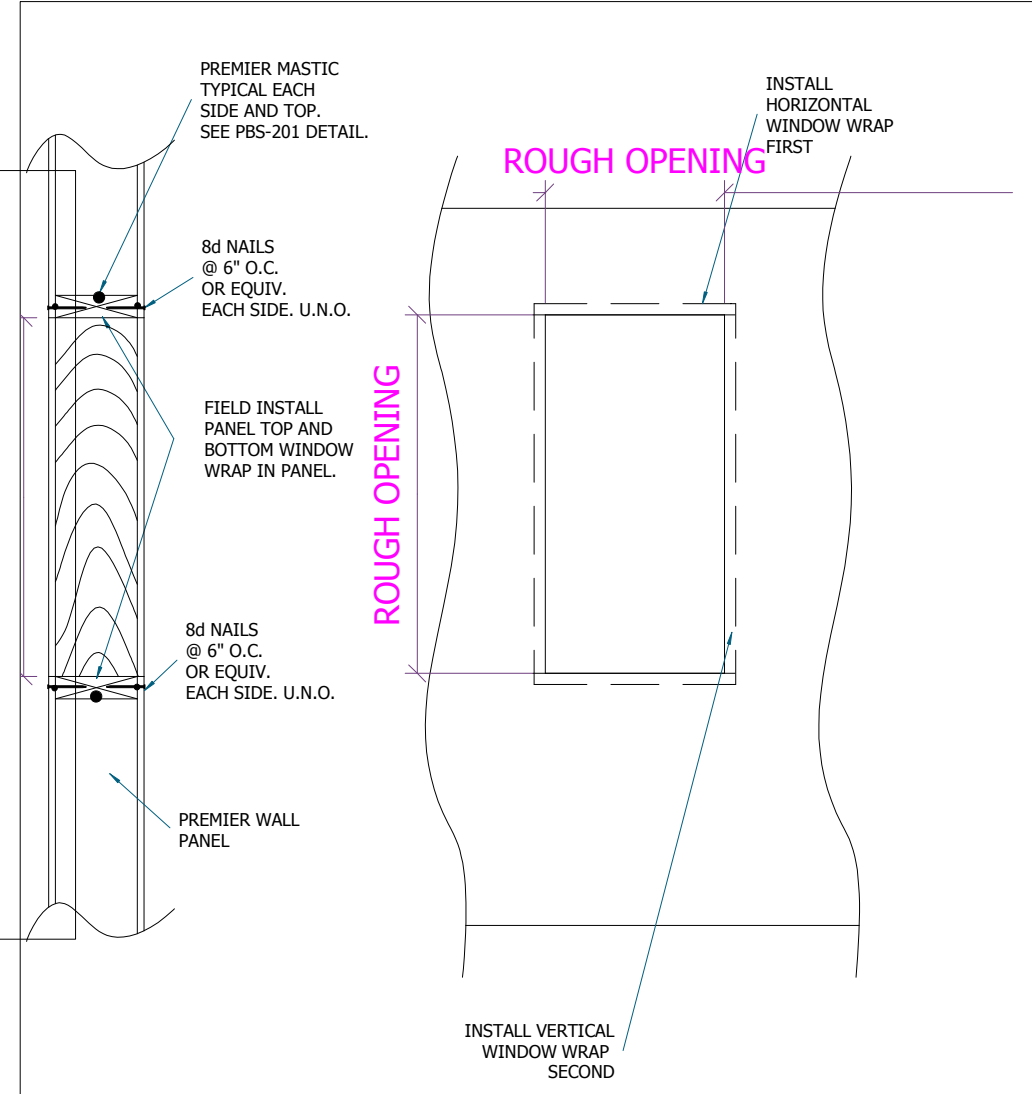 PREMIER MASTIC
TYPICAL EACH
SIDE AND TOP.
SEE PBS-201 DETAIL.
8d NAILS
@ 6" O.C.
OR EQUIV.
EACH SIDE. U.N.O.
FIELD INSTALL
PANEL TOP AND
BOTTOM WINDOW
WRAP IN PANEL.
8d NAILS
@ 6" O.C.
OR EQUIV.
EACH SIDE. U.N.O.
PREMIER WALL
PANEL
INSTALL
HORIZONTAL
WINDOW WRAP
FIRST
ROUGH OPENING
ROUGH OPENING
INSTALL VERTICAL
WINDOW WRAP
SECOND